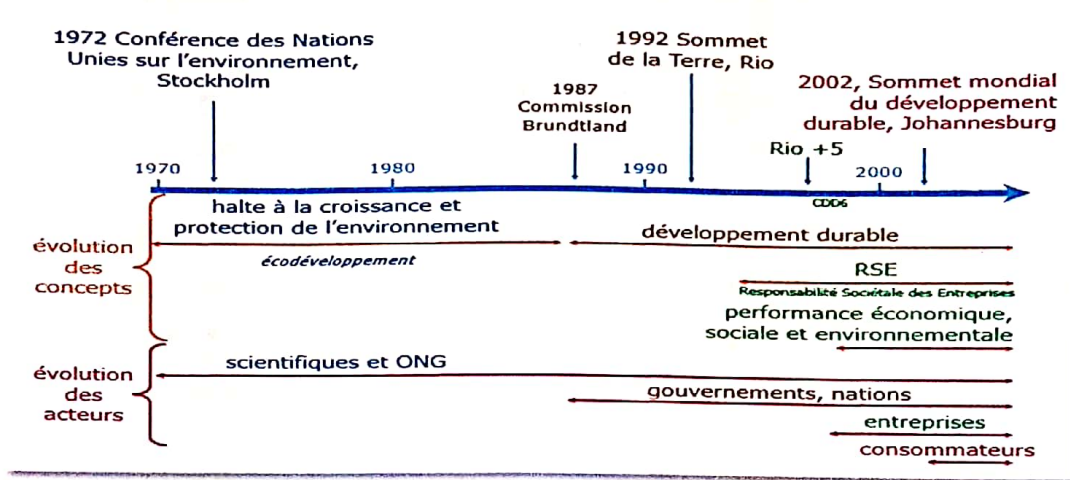 1972 Conférence des Nations
Unies sur l'environnement,
Stockholm
1987
Commission
Brundtland
1992 Sommet
de la Terre, Rio
2002, Sommet mondial
du développement
durable, Johannesburg
Rio +5
1970
1980
1990
2000
CDD6
évolution
des
concepts
halte à la croissance et
protection de l'environnement
écodéveloppement
développement durable
RSE
Responsabilité Sociétale des Entreprises
performance économique,
sociale et environnementale
évolution
des
acteurs
scientifiques et ONG
gouvernements, nations
entreprises
consommateurs